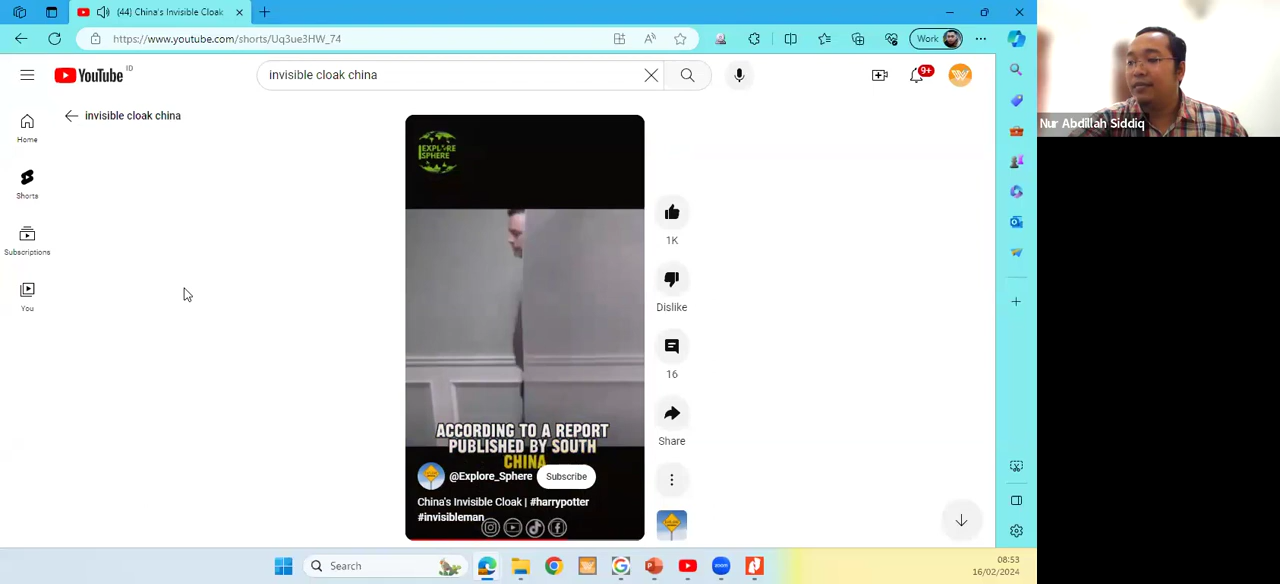 (44) China's Invisible Cloak
https://www.youtube.com/shorts/Uq3ue3HW_74
Work
YouTube ID
invisible cloak china
9+
Nur Abdillah Siddiq
invisible cloak china
Home
Shorts
Subscriptions
You
EXPLORE
SPHERE
1K
Dislike
16
Share
ACCORDING TO A REPORT
PUBLISHED BY SOUTH
CHINA
@Explore_Sphere
Subscribe
China's Invisible Cloak | #harrypotter
#invisibleman
Search
zoom
08:53
16/02/2024